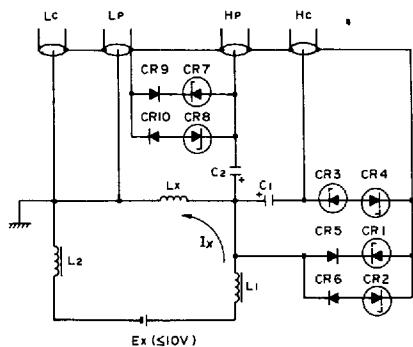 Lc Lp Hp Hc
CR9 CR7
CR10 CR8
C2 +
Lx + C1 CR3 CR4
CR5 CR1
Ix
CR6 CR2
L2 L1
Ex (≤10V)